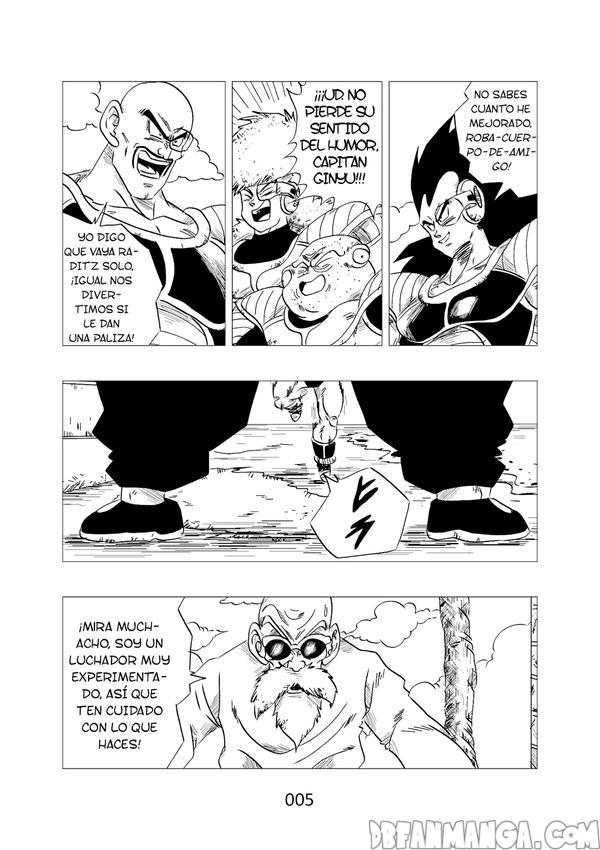 YO DIGO
QUE VAYA RA-
DITZ SOLO,
¡IGUAL NOS
DIVER-
TIMOS SI
LE DAN
UNA PALIZA!
¡¡¡UD. NO
PIERDE SU
SENTIDO
DEL HUMOR,
CAPITAN
GINYU!!!
NO SABES
CUANTO HE
MEJORADO,
ROBA-CUER-
PO-DE-AMI-
GO!
¡MIRA MUCH-
ACHO, SOY UN
LUCHADOR MUY
EXPERIMENTA-
DO, ASÍ QUE
TEN CUIDADO
CON LO QUE
HACES!
005
DBFANMANGA.COM